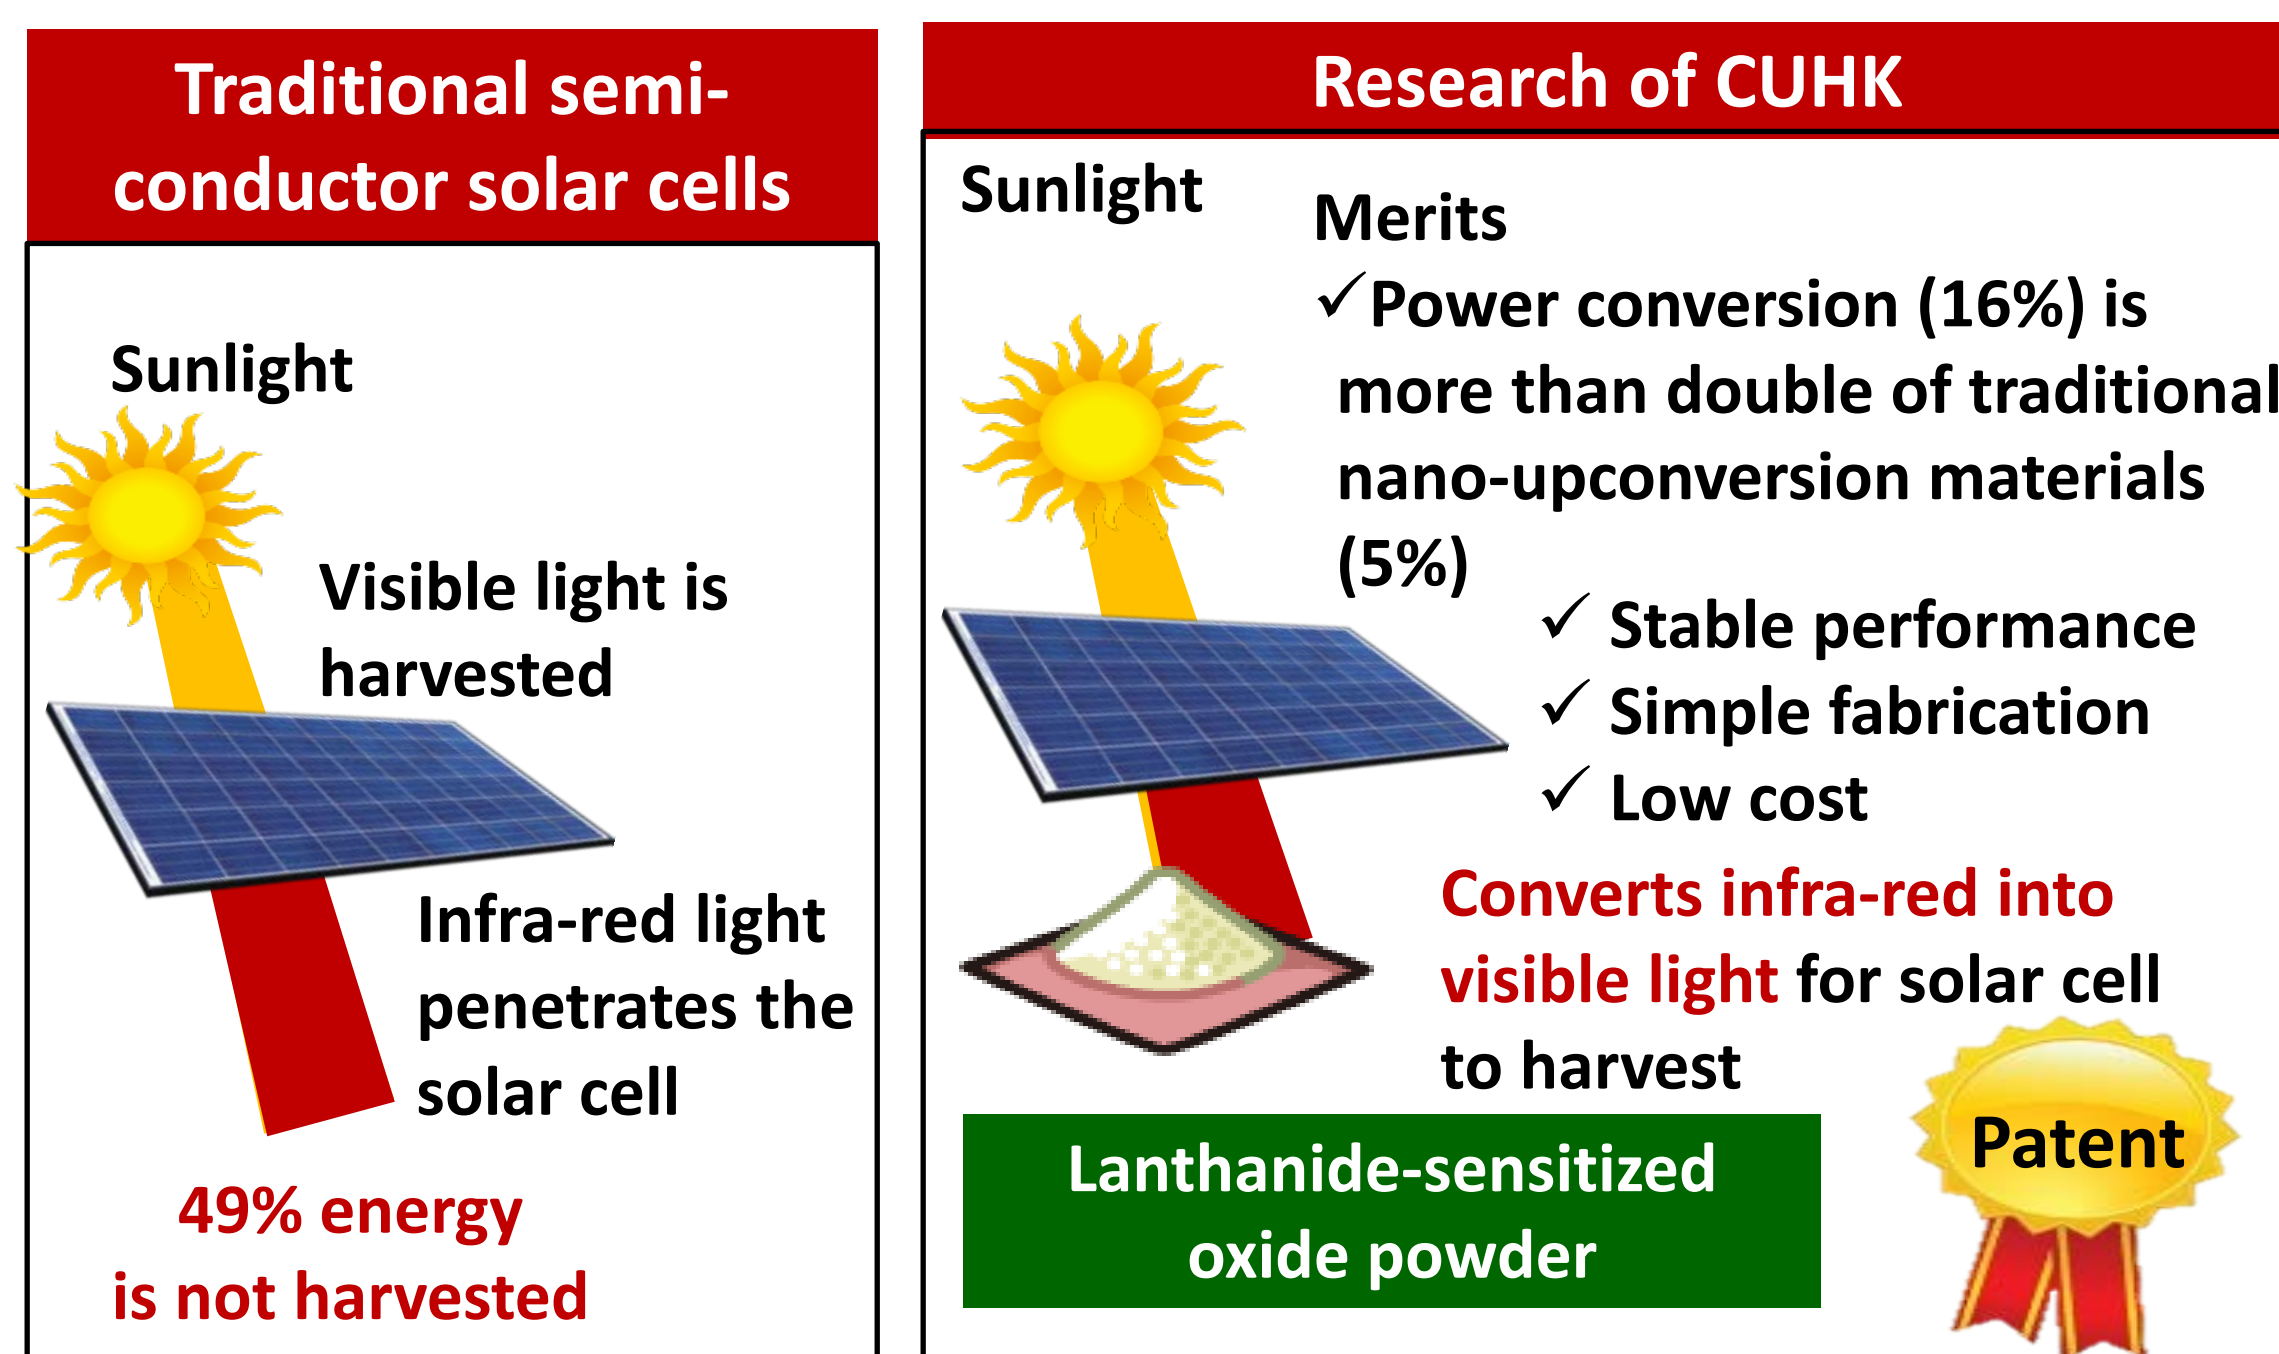 Traditional semi-
conductor solar cells
Sunlight
Visible light is
harvested
Infra-red light
penetrates the
solar cell
49% energy
is not harvested
Research of CUHK
Sunlight
Merits
✓Power conversion (16%) is
more than double of traditional
nano-upconversion materials
(5%)
✓ Stable performance
✓ Simple fabrication
✓ Low cost
Converts infra-red into
visible light for solar cell
to harvest
Lanthanide-sensitized
oxide powder
Patent